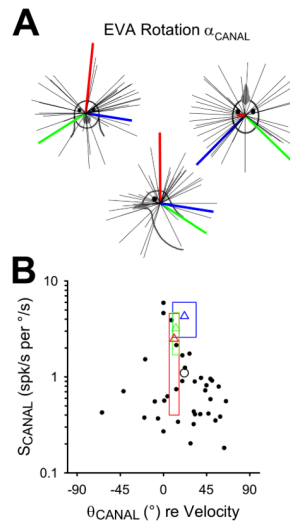 A
EVA Rotation αCANAL
B
SCANAL (spk/s per °/s)
10
1
0.1
-90 -45 0 45 90
θCANAL (°) re Velocity